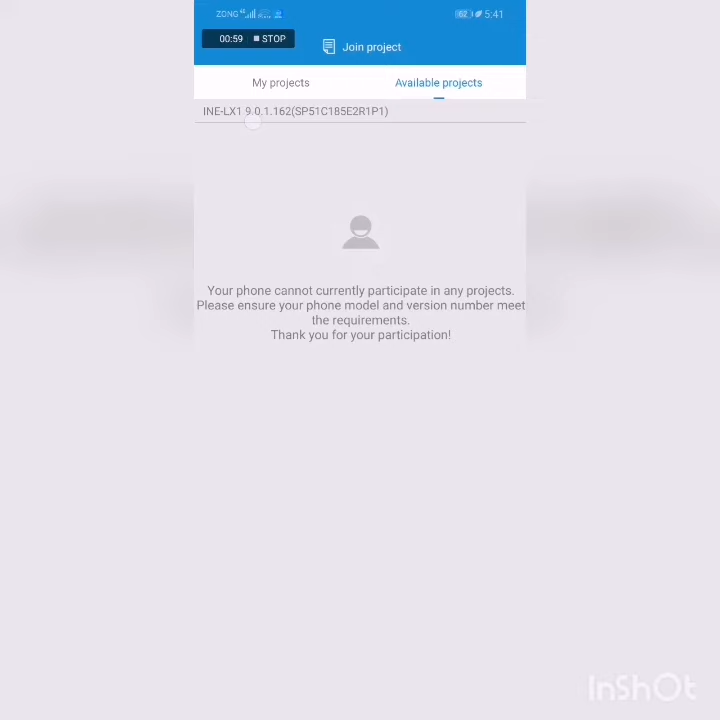 ZONG 4G 62 5:41
00:59 STOP
Join project
My projects Available projects
INE-LX1 9.0.1.162(SP51C185E2R1P1)
Your phone cannot currently participate in any projects.
Please ensure your phone model and version number meet
the requirements.
Thank you for your participation!
InShOt